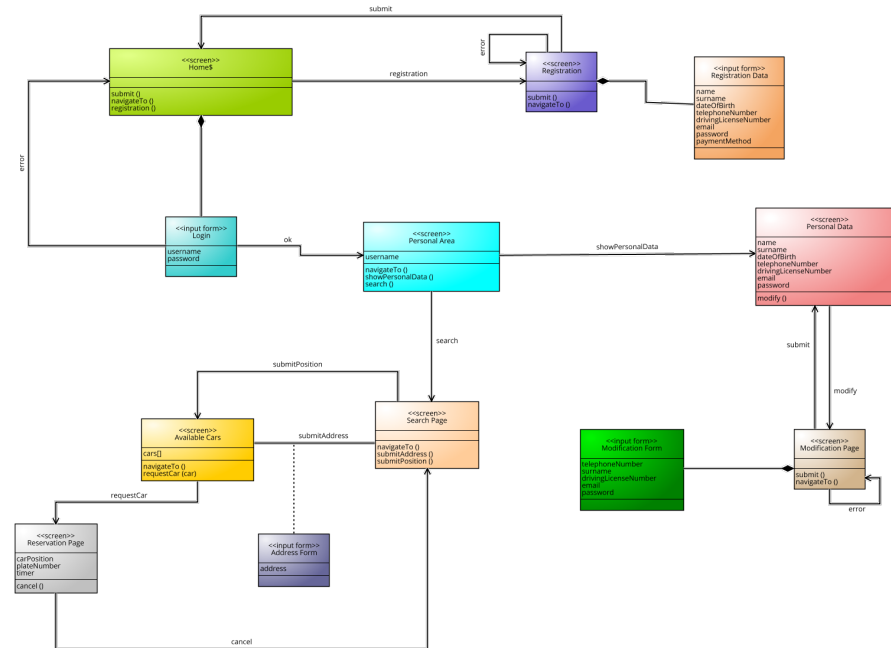 submit
<<screen>>
Home$
submit ()
navigateTo ()
registration ()
registration
error
<<screen>>
Registration
submit ()
navigateTo ()
<<input form>>
Registration Data
name
surname
dateOfBirth
telephoneNumber
drivingLicenseNumber
email
password
paymentMethod
error
<<input form>>
Login
username
password
ok
<<screen>>
Personal Area
username
navigateTo ()
showPersonalData ()
search ()
showPersonalData
<<screen>>
Personal Data
name
surname
dateOfBirth
telephoneNumber
drivingLicenseNumber
email
password
modify ()
search
submit
modify
submitPosition
<<screen>>
Available Cars
cars[]
navigateTo ()
requestCar (car)
submitAddress
<<screen>>
Search Page
navigateTo ()
submitAddress ()
submitPosition ()
<<input form>>
Modification Form
telephoneNumber
surname
drivingLicenseNumber
email
password
<<screen>>
Modification Page
submit ()
navigateTo ()
error
requestCar
<<screen>>
Reservation Page
carPosition
plateNumber
timer
cancel ()
<<input form>>
Address Form
address
cancel